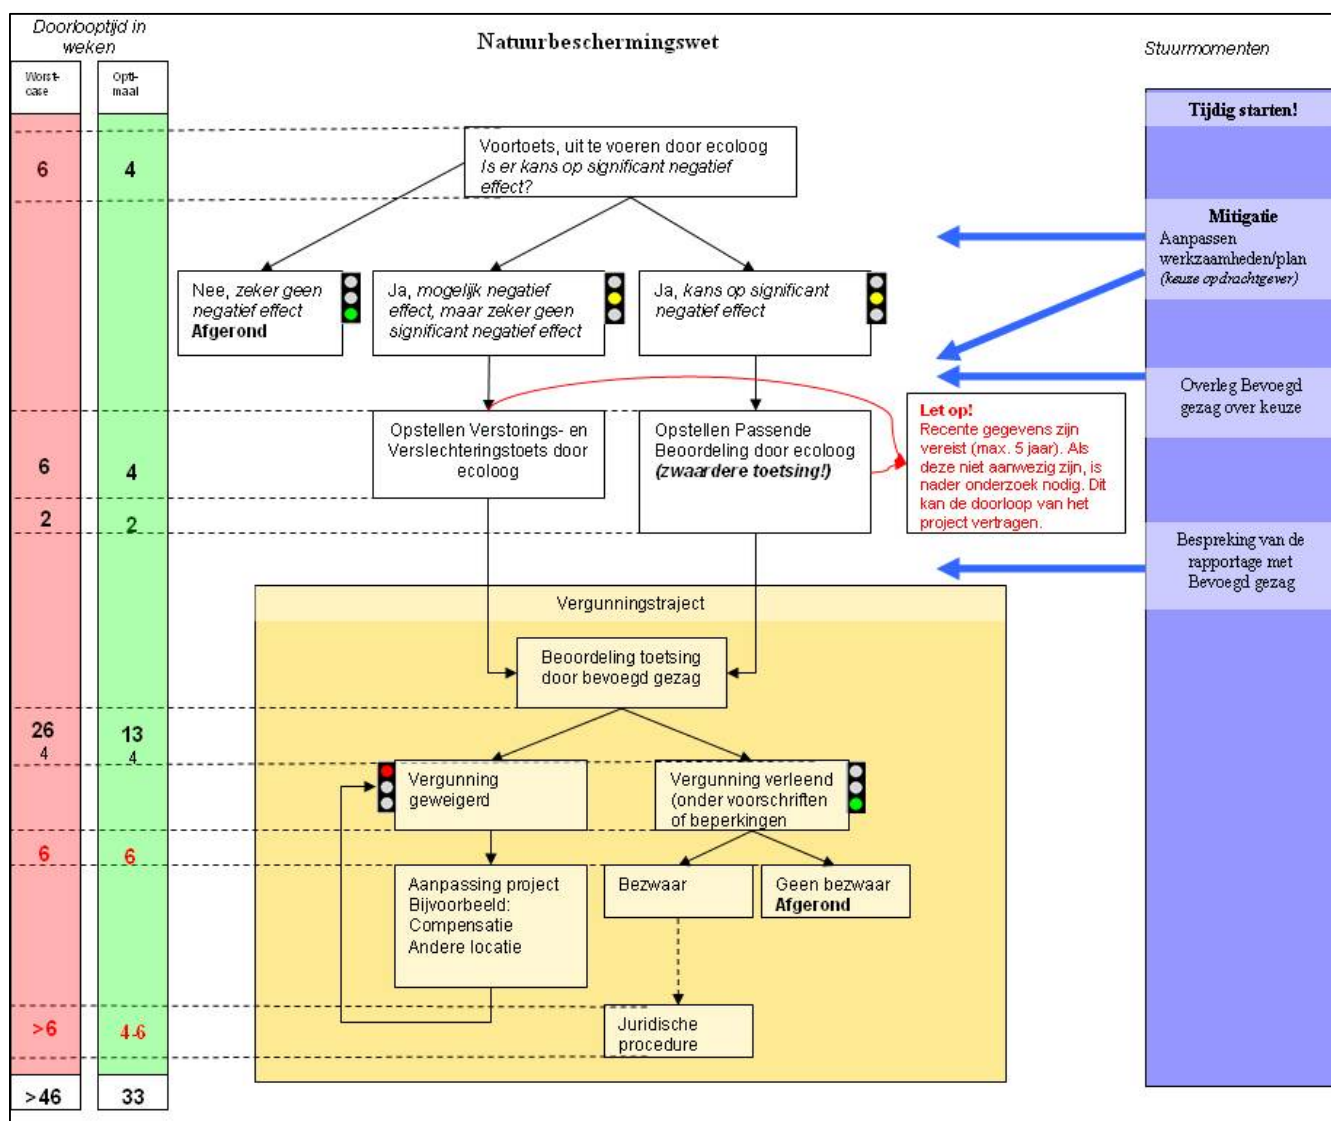 Doorlooptijd in
weken
Natuurbeschermingswet
Stuurmomenten
Worst-
case
Opti-
maal
Tijdig starten!
Voortoets, uit te voeren door ecoloog
Is er kans op significant negatief
effect?
6
4
Mitigatie
Aanpassen
werkzaamheden/plan
(keuze opdrachtgever)
Nee, zeker geen
negatief effect
Afgerond
Ja, mogelijk negatief
effect, maar zeker geen
significant negatief effect
Ja, kans op significant
negatief effect
Overleg Bevoegd
gezag over keuze
Opstellen Verstorings- en
Verslechteringstoets door
ecoloog
Opstellen Passende
Beoordeling door ecoloog
(zwaardere toetsing!)
Let op!
Recente gegevens zijn
vereist (max. 5 jaar). Als
deze niet aanwezig zijn, is
nader onderzoek nodig. Dit
kan de doorloop van het
project vertragen.
6
4
2
2
Bespreking van de
rapportage met
Bevoegd gezag
Vergunningstraject
Beoordeling toetsing
door bevoegd gezag
26
13
4
4
Vergunning
geweigerd
Vergunning verleend
(onder voorschriften
of beperkingen
6
6
Aanpassing project
Bijvoorbeeld:
Compensatie
Andere locatie
Bezwaar
Geen bezwaar
Afgerond
>6
4-6
Juridische
procedure
>46
33